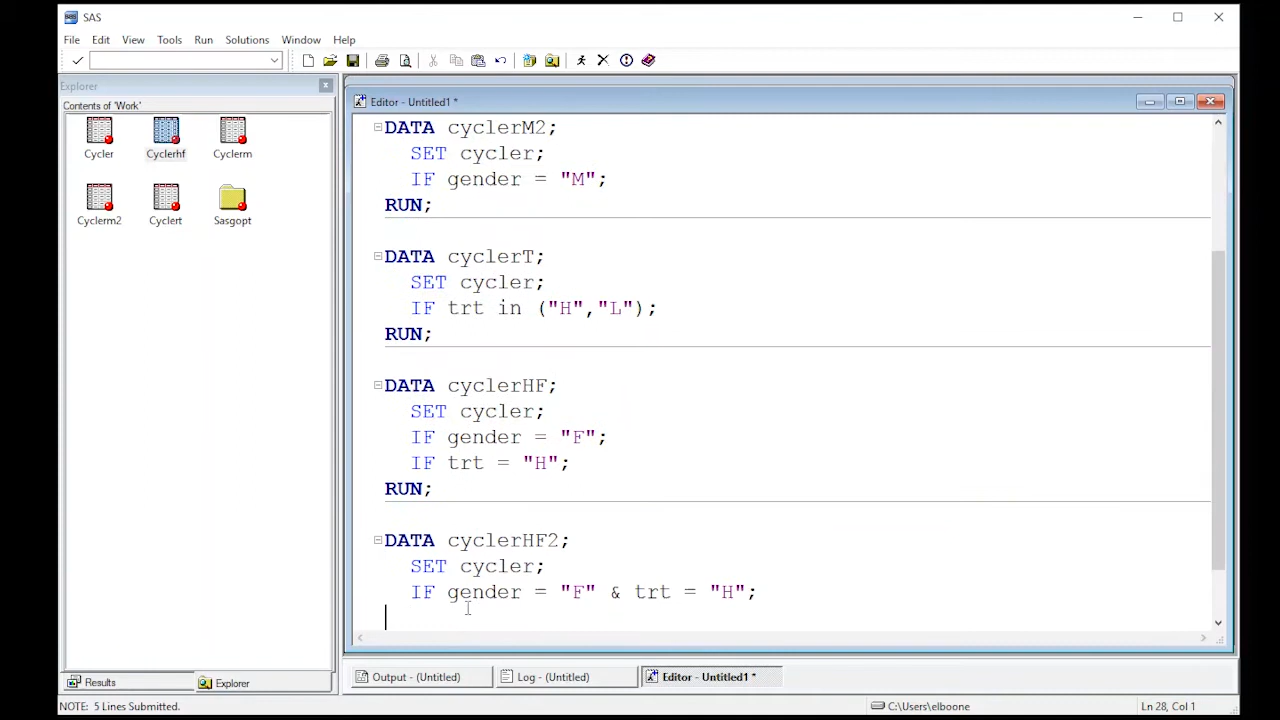 SAS
File Edit View Tools Run Solutions Window Help
Explorer
Contents of 'Work'
Cycler Cyclerhf Cyclerm
Cyclerm2 Cyclert Sasgopt
Editor - Untitled1 *
DATA cyclerM2;
SET cycler;
IF gender = "M";
RUN;
DATA cyclerT;
SET cycler;
IF trt in ("H","L");
RUN;
DATA cyclerHF;
SET cycler;
IF gender = "F";
IF trt = "H";
RUN;
DATA cyclerHF2;
SET cycler;
IF gender = "F" & trt = "H";
Results Explorer
Output - (Untitled) Log - (Untitled) Editor - Untitled1 *
NOTE: 5 Lines Submitted. C:\Users\elboone Ln 28, Col 1